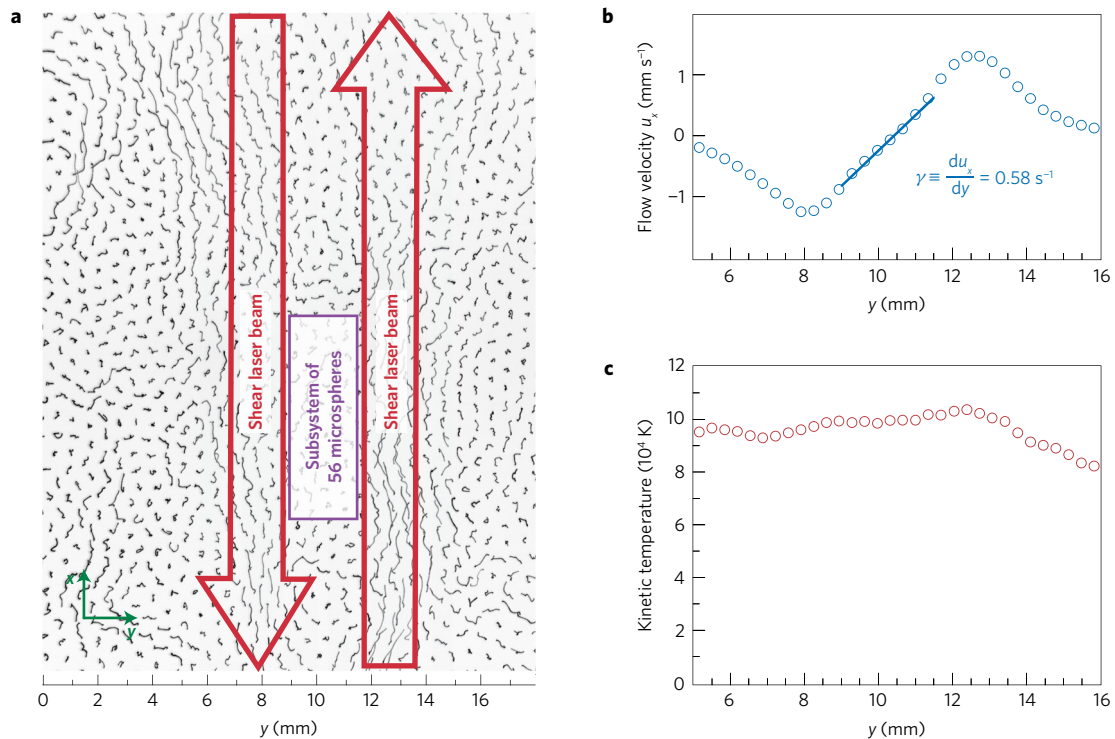 a
Shear laser beam
Subsystem of
56 microspheres
Shear laser beam
x
y
0 2 4 6 8 10 12 14 16
y (mm)
b
Flow velocity uₓ (mm s⁻¹)
1
0
−1
γ ≡ duₓ/dy = 0.58 s⁻¹
6 8 10 12 14 16
y (mm)
c
Kinetic temperature (10⁴ K)
12
10
8
6
4
2
0
6 8 10 12 14 16
y (mm)